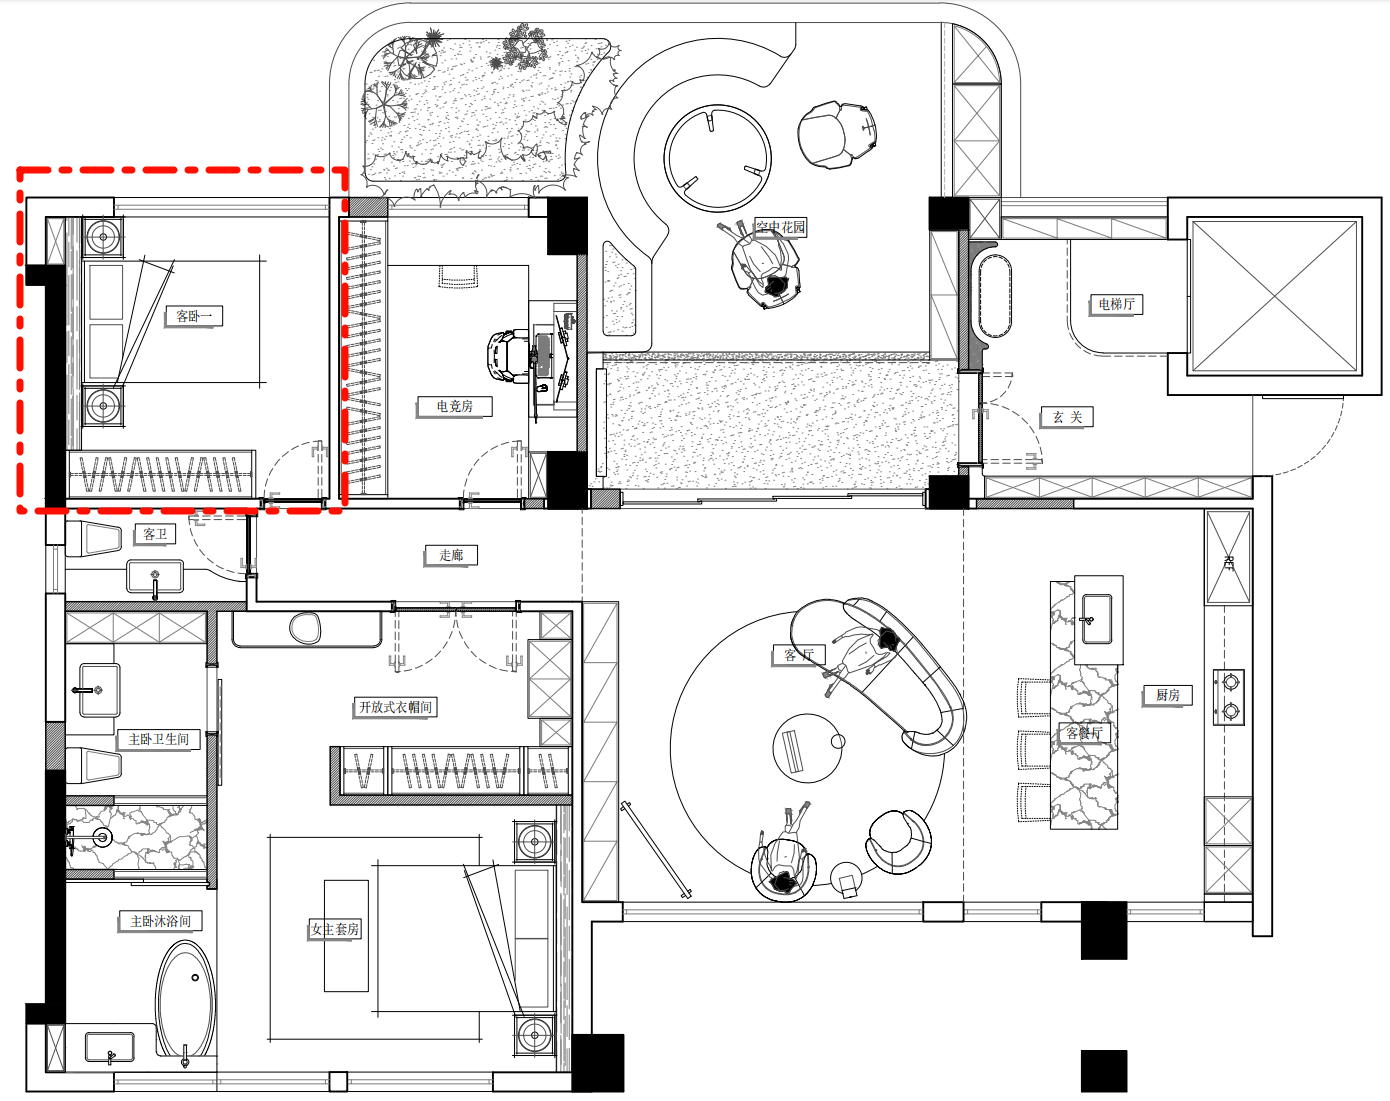 空中花园
电梯厅
客卧一
电竞房
玄 关
客卫
走廊
REF
客 厅
厨房
开放式衣帽间
主卧卫生间
客餐厅
主卧沐浴间
女主套房